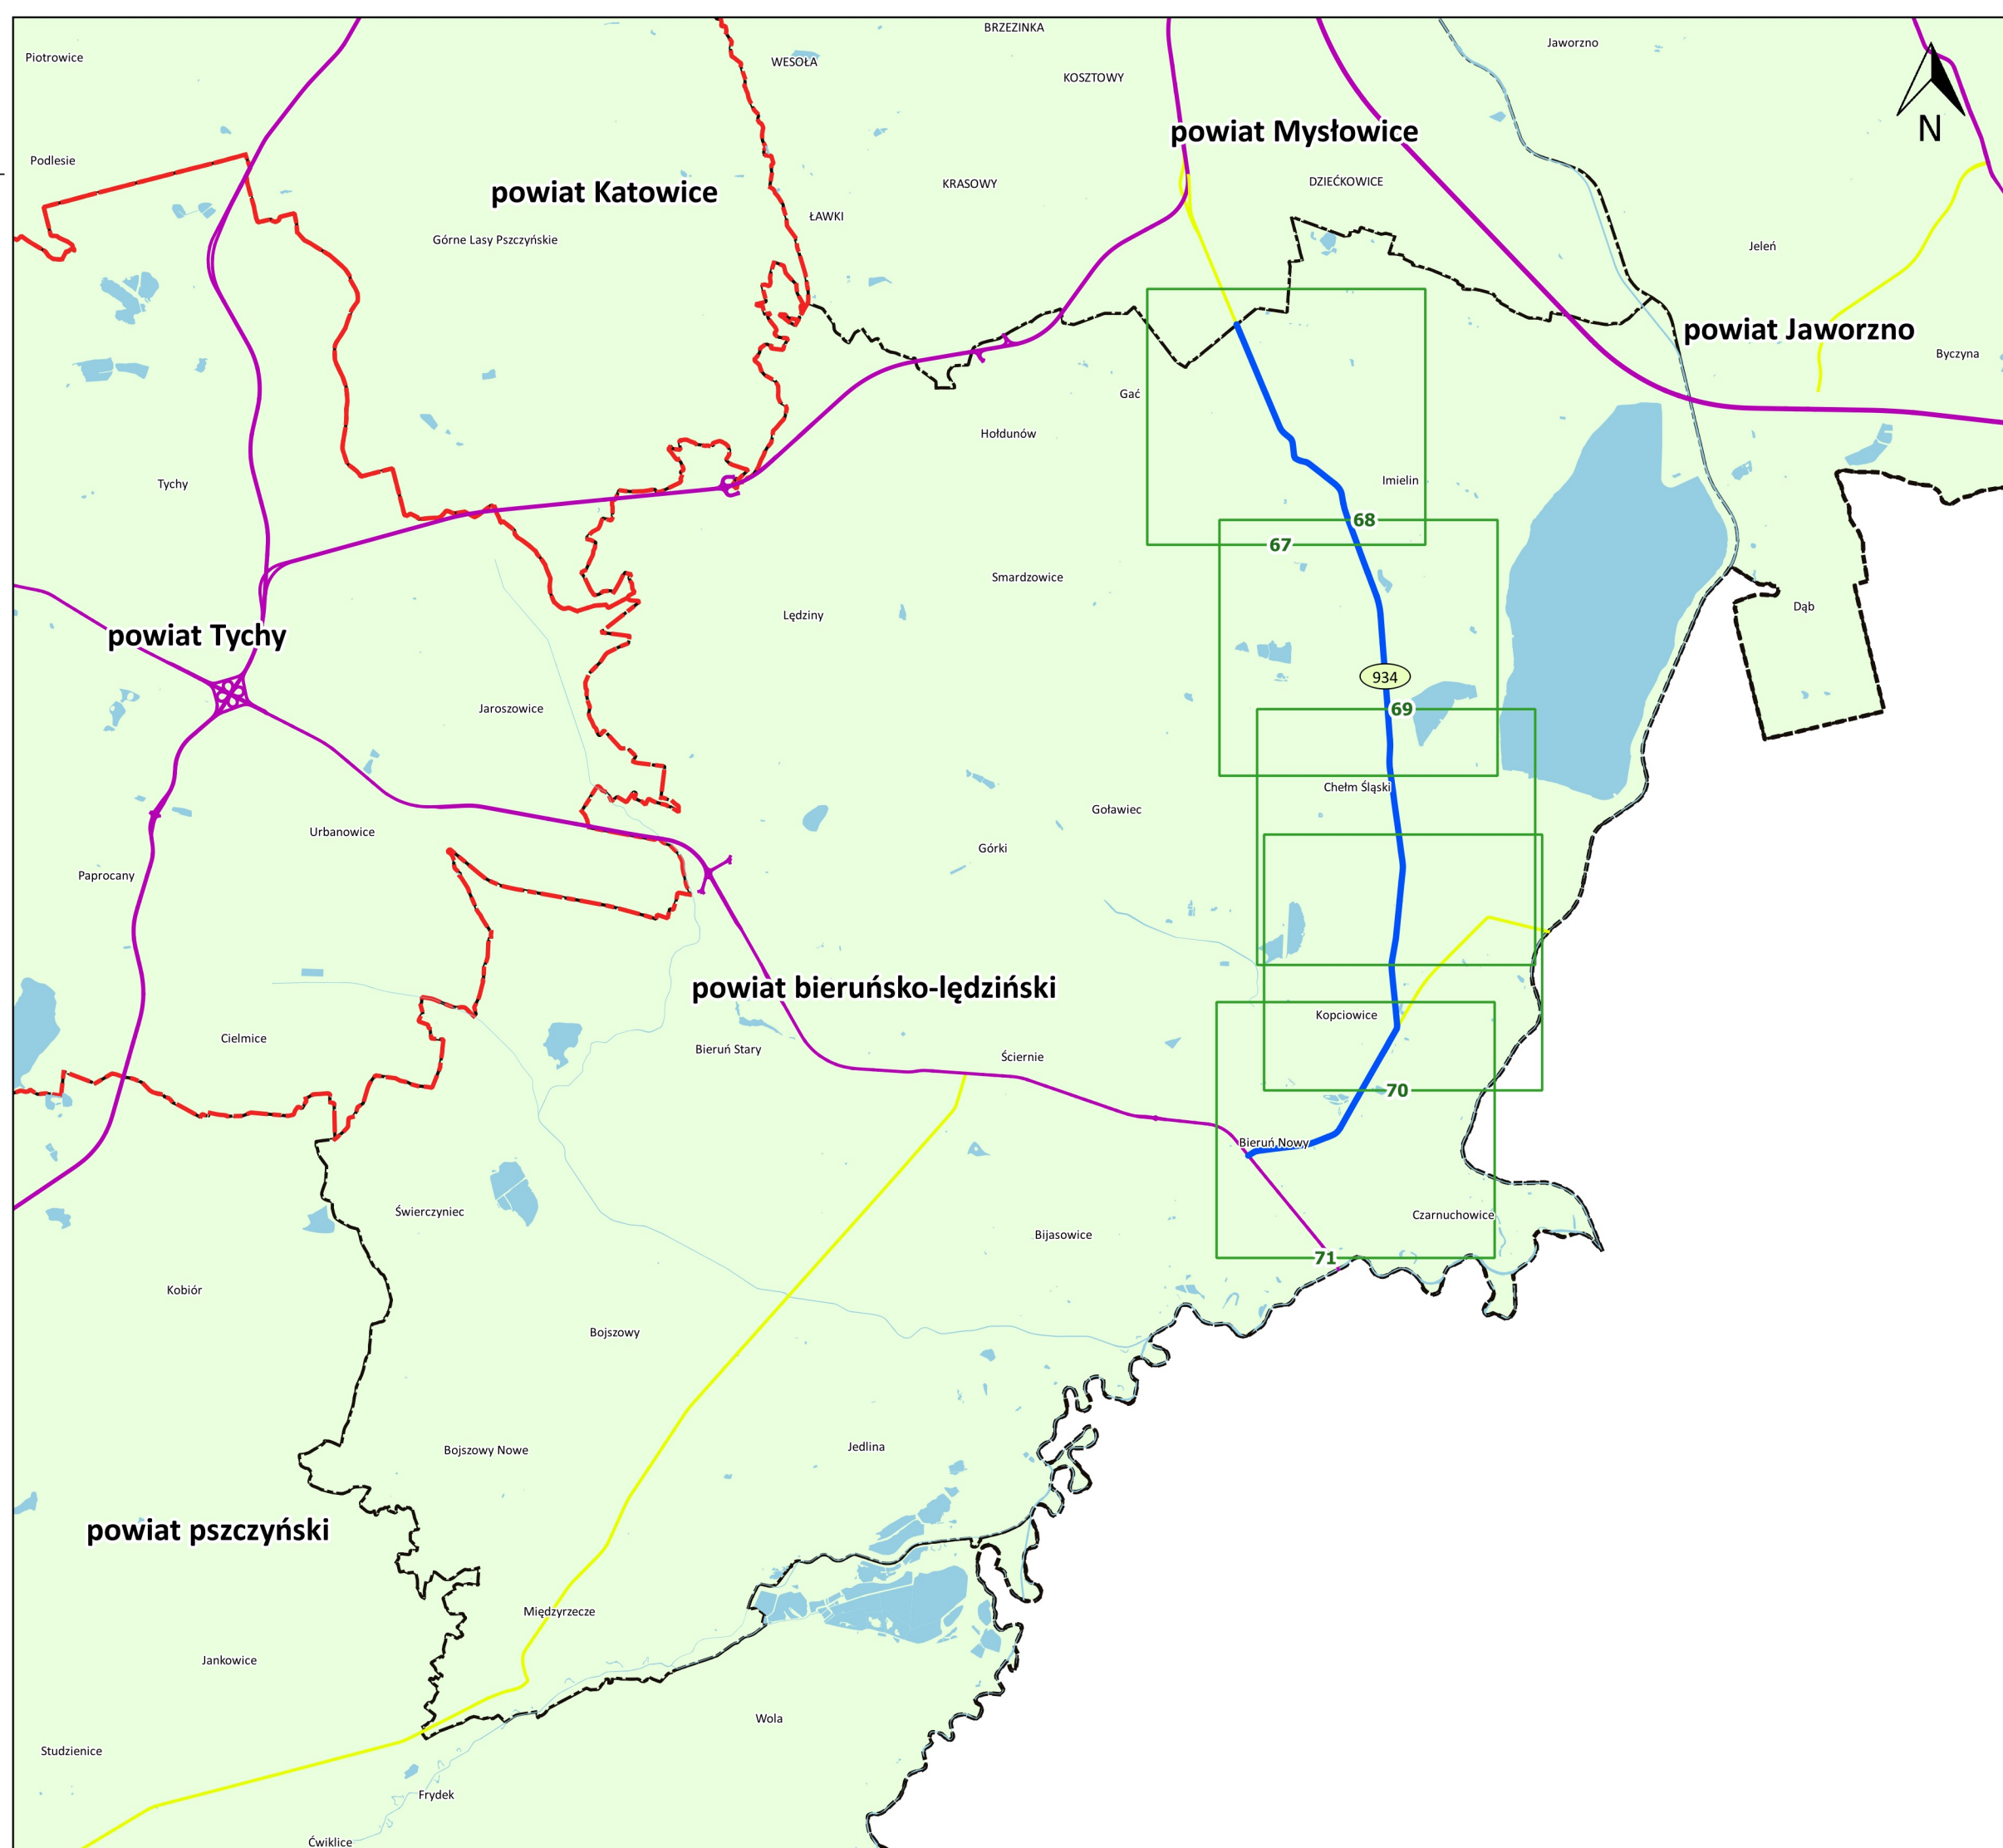 BRZEZINKA
Jaworzno
Piotrowice
WESOŁA
KOSZTOWY
N
powiat Mysłowice
Podlesie
powiat Katowice
KRASOWY
DZIEĆKOWICE
ŁAWKI
Górne Lasy Pszczyńskie
Jeleń
powiat Jaworzno
Byczyna
Gać
Hołdunów
Tychy
Imielin
68
67
Smardzowice
Dąb
Lędziny
powiat Tychy
934
Jaroszowice
69
Chełm Śląski
Goławiec
Urbanowice
Górki
Paprocany
powiat bieruńsko-lędziński
Kopciowice
Cielmice
Bieruń Stary
Ściernie
70
Bieruń Nowy
Świerczyniec
Czarnuchowice
Bijasowice
71
Kobiór
Bojszowy
Jedlina
Bojszowy Nowe
powiat pszczyński
Międzyrzecze
Jankowice
Wola
Studzienice
Frydek
Ćwiklice